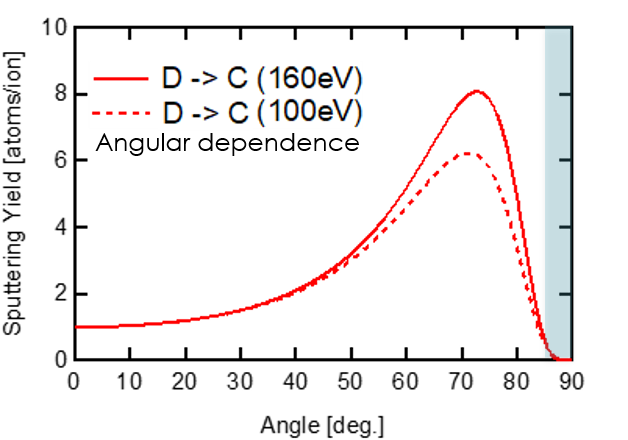 10
8
6
4
2
0
Sputtering Yield [atoms/ion]
D -> C (160eV)
D -> C (100eV)
Angular dependence
0 10 20 30 40 50 60 70 80 90
Angle [deg.]